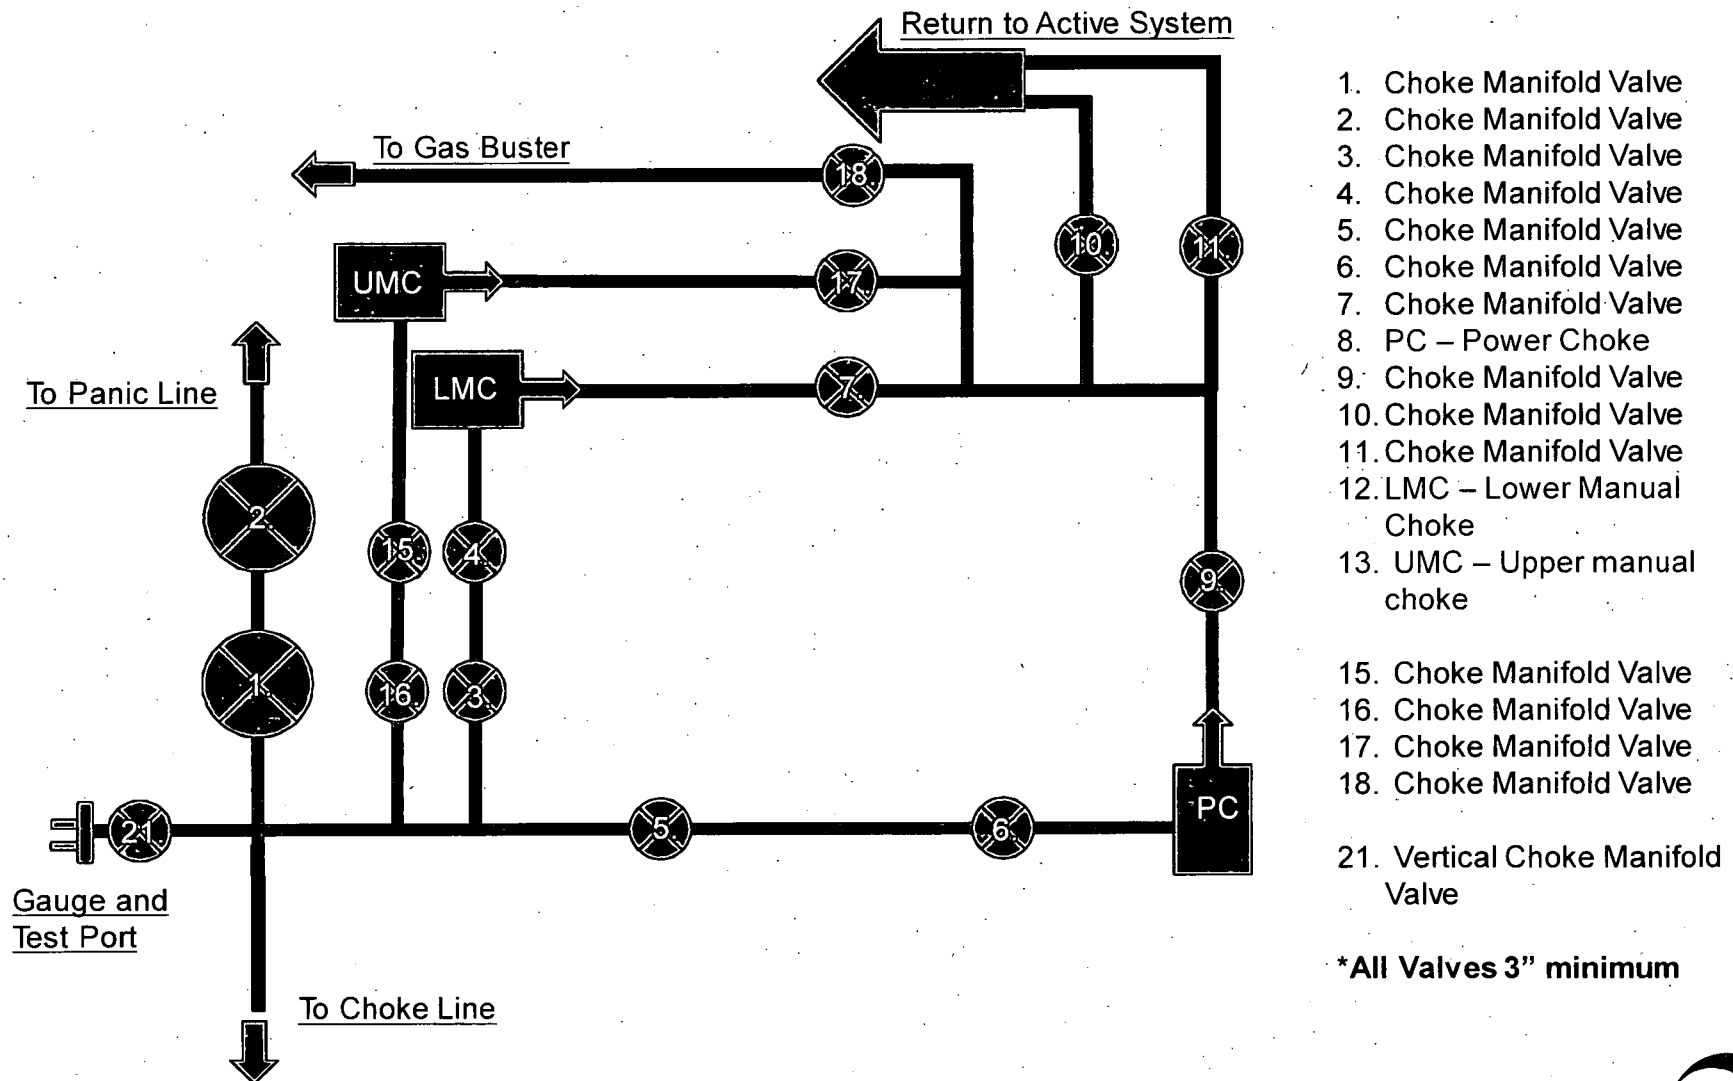 Return to Active System
To Gas Buster
18.
UMC
17.
10.
11.
LMC
7.
To Panic Line
2.
15.
4.
9.
1.
16.
3.
PC
21.
5.
6.
Gauge and
Test Port
To Choke Line
1. Choke Manifold Valve
2. Choke Manifold Valve
3. Choke Manifold Valve
4. Choke Manifold Valve
5. Choke Manifold Valve
6. Choke Manifold Valve
7. Choke Manifold Valve
8. PC – Power Choke
9. Choke Manifold Valve
10. Choke Manifold Valve
11. Choke Manifold Valve
12. LMC – Lower Manual
Choke
13. UMC – Upper manual
choke
15. Choke Manifold Valve
16. Choke Manifold Valve
17. Choke Manifold Valve
18. Choke Manifold Valve
21. Vertical Choke Manifold
Valve
*All Valves 3" minimum